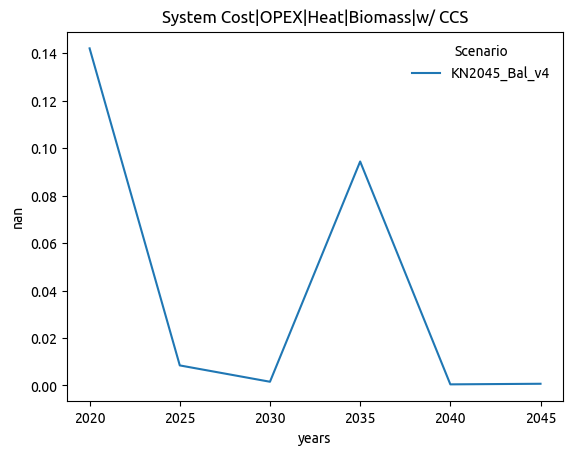 System Cost|OPEX|Heat|Biomass|w/ CCS
Scenario
KN2045_Bal_v4
0.14
0.12
0.10
0.08
0.06
0.04
0.02
0.00
nan
2020 2025 2030 2035 2040 2045
years